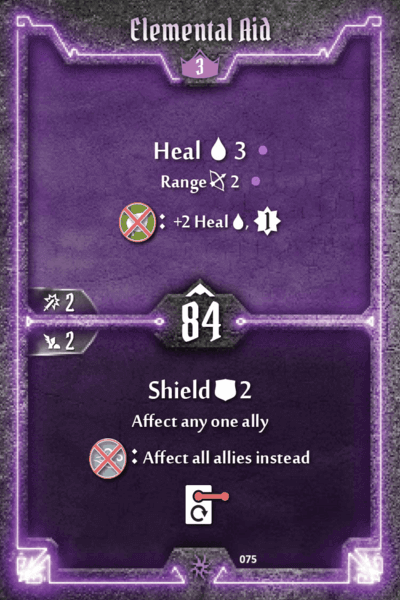 Elemental Aid
3
Heal 3
Range 2
: +2 Heal, 1
2
84
2
Shield 2
Affect any one ally
: Affect all allies instead
075